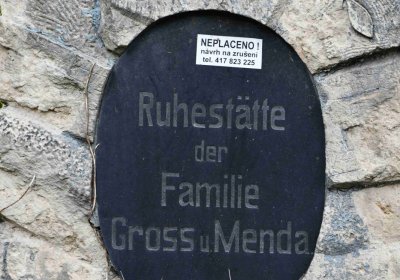 NEPLACENO !
návrh na zrušení
tel. 417 823 225
Ruhestätte
der
Familie
Gross u. Menda